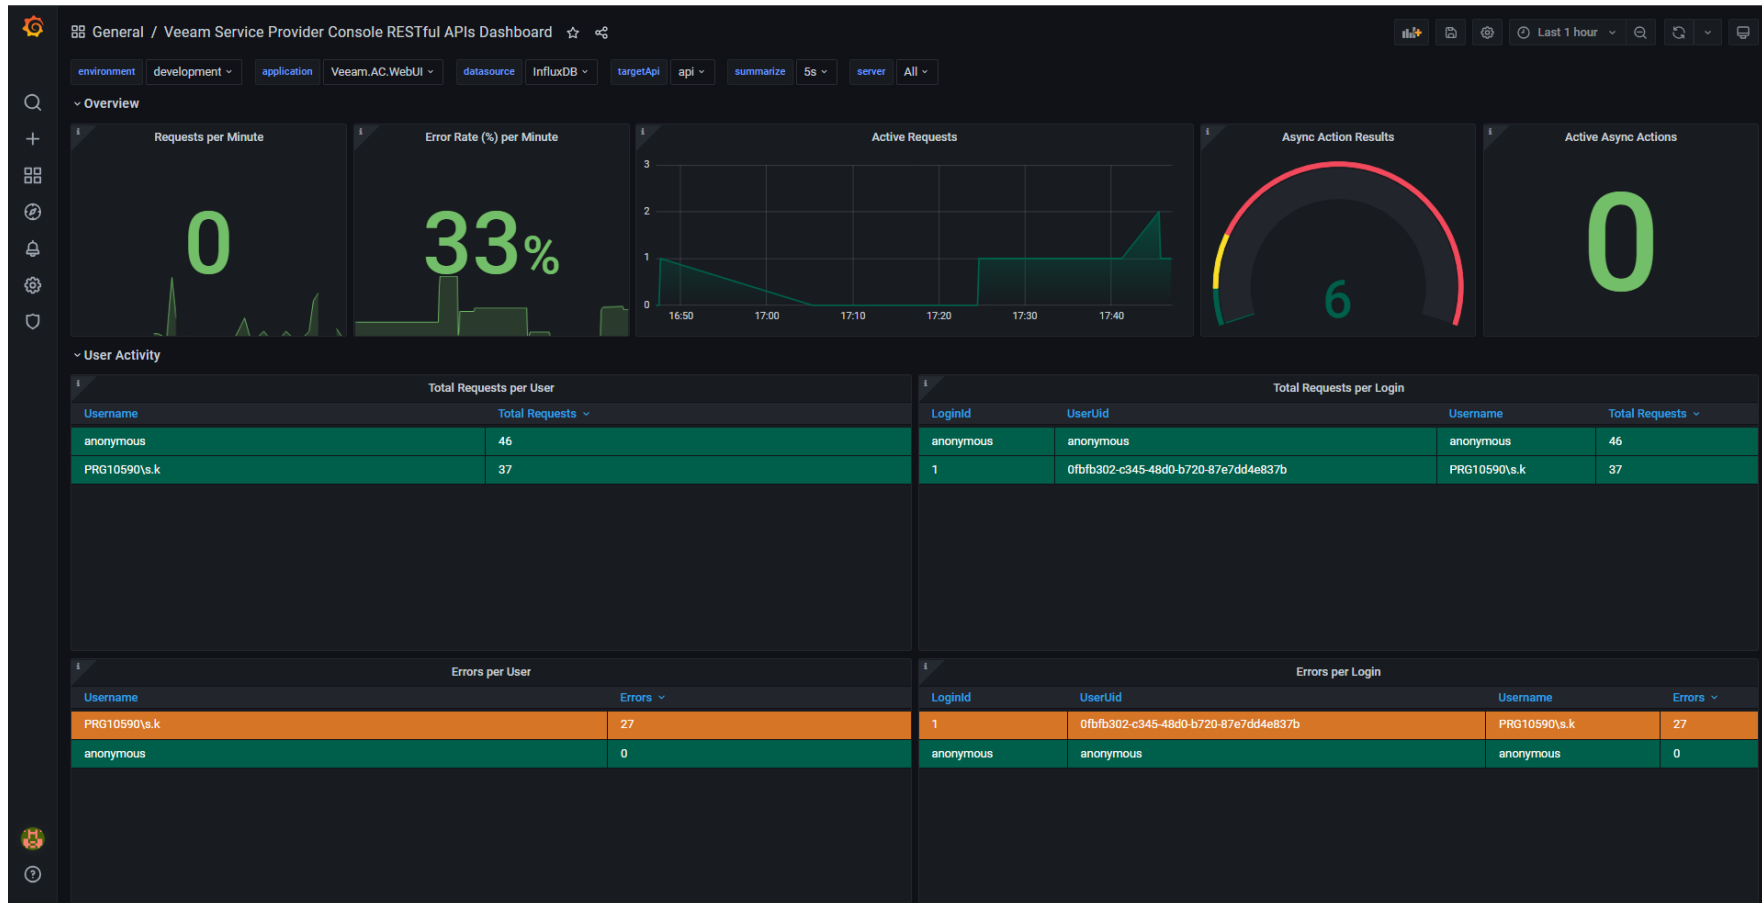 General / Veeam Service Provider Console RESTful APIs Dashboard
Last 1 hour
environment development application Veeam.AC.WebUI datasource InfluxDB targetApi api summarize 5s server All
Overview
Requests per Minute
0
Error Rate (%) per Minute
33%
Active Requests
3
2
1
0
16:50 17:00 17:10 17:20 17:30 17:40
Async Action Results
6
Active Async Actions
0
User Activity
Total Requests per User
Username Total Requests
anonymous 46
PRG10590\s.k 37
Total Requests per Login
LoginId UserUid Username Total Requests
anonymous anonymous anonymous 46
1 0fbfb302-c345-48d0-b720-87e7dd4e837b PRG10590\s.k 37
Errors per User
Username Errors
PRG10590\s.k 27
anonymous 0
Errors per Login
LoginId UserUid Username Errors
1 0fbfb302-c345-48d0-b720-87e7dd4e837b PRG10590\s.k 27
anonymous anonymous anonymous 0